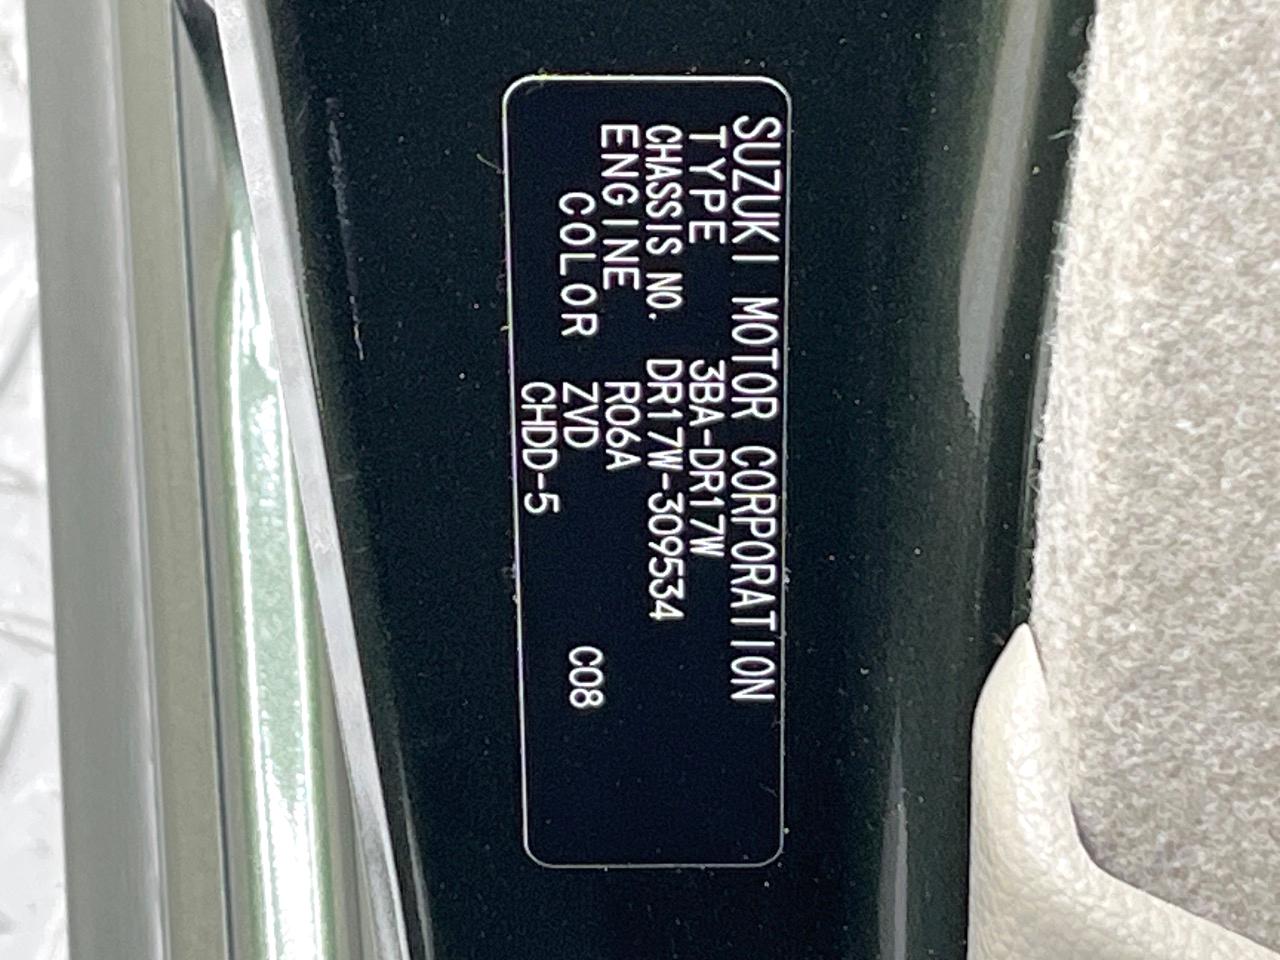 SUZUKI MOTOR CORPORATION
TYPE 3BA-DR17W
CHASSIS NO. DR17W-309534
ENGINE R06A
COLOR ZVD C08
CHDD-5